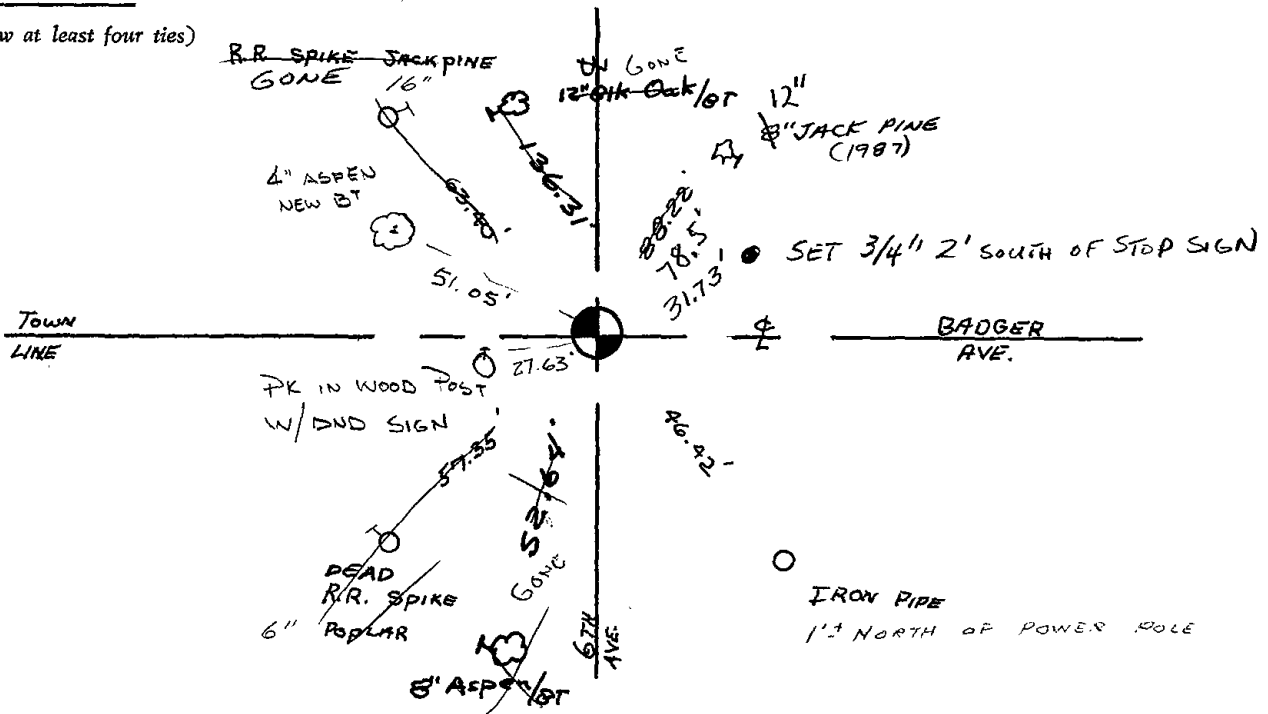 w at least four ties)
R.R. SPIKE JACKPINE
GONE
16"
GONE
12" Blk Oak/BT
12"
8" JACK PINE
(1987)
4" ASPEN
NEW BT
63.40'
136.31'
88.22'
78.5'
31.73'
SET 3/4" 2' SOUTH OF STOP SIGN
51.05'
TOWN
LINE
BADGER
AVE.
27.63'
PK IN WOOD POST
W/ DND SIGN
57.35'
52.64'
46.42'
GONE
DEAD
R.R. SPIKE
6" POPLAR
6TH
AVE.
8" Aspen/BT
IRON PIPE
1'± NORTH OF POWER POLE